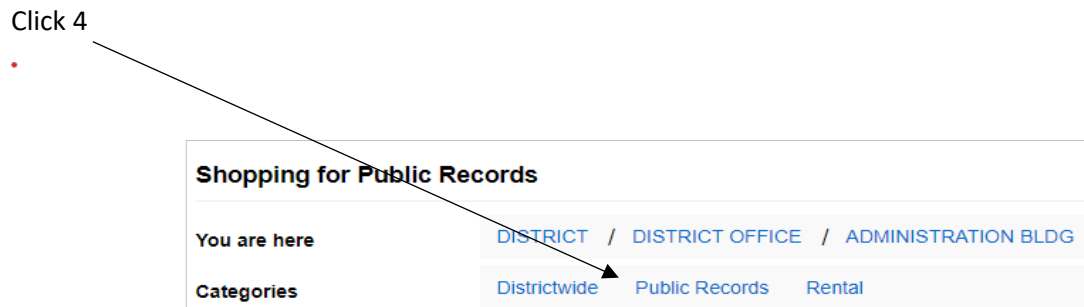 Click 4
Shopping for Public Records
You are here DISTRICT / DISTRICT OFFICE / ADMINISTRATION BLDG
Categories Districtwide Public Records Rental